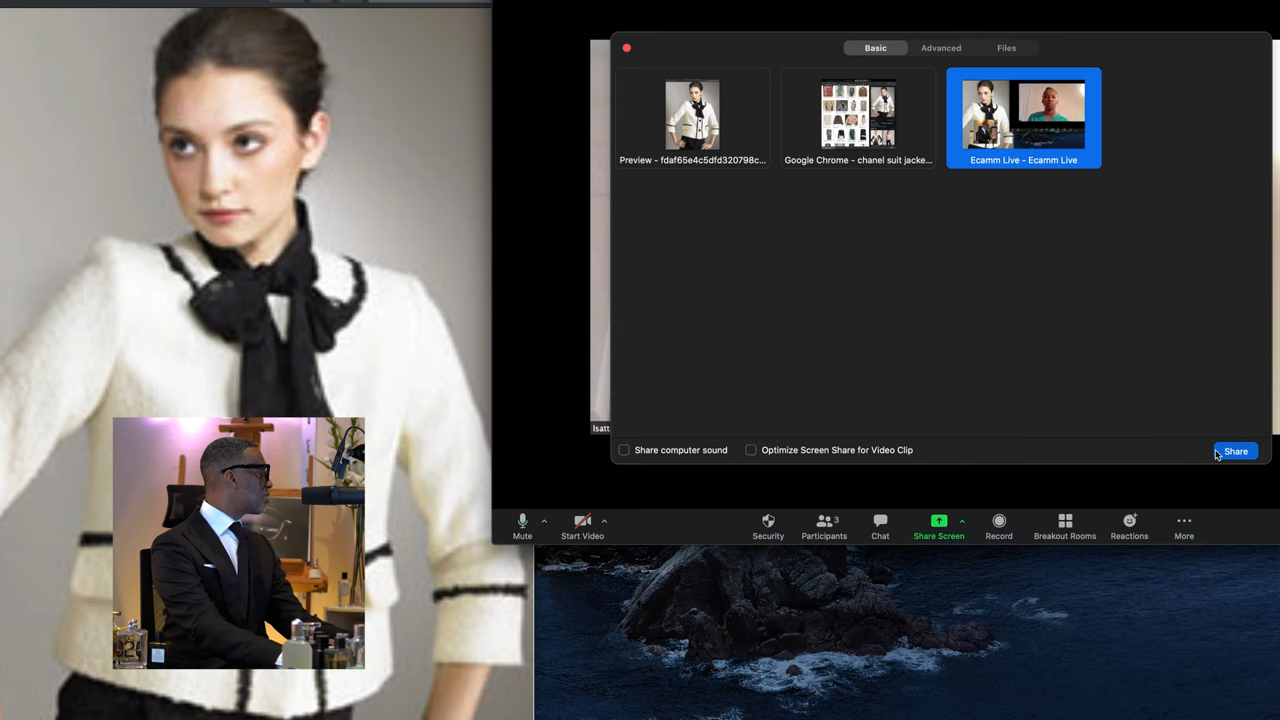 Basic
Advanced
Files
Preview - fdaf65e4c5dfd320798c...
Google Chrome - chanel suit jacke...
Ecamm Live - Ecamm Live
Isatt
Share computer sound
Optimize Screen Share for Video Clip
Share
Mute
Start Video
Security
3
Participants
Chat
Share Screen
Record
Breakout Rooms
Reactions
More